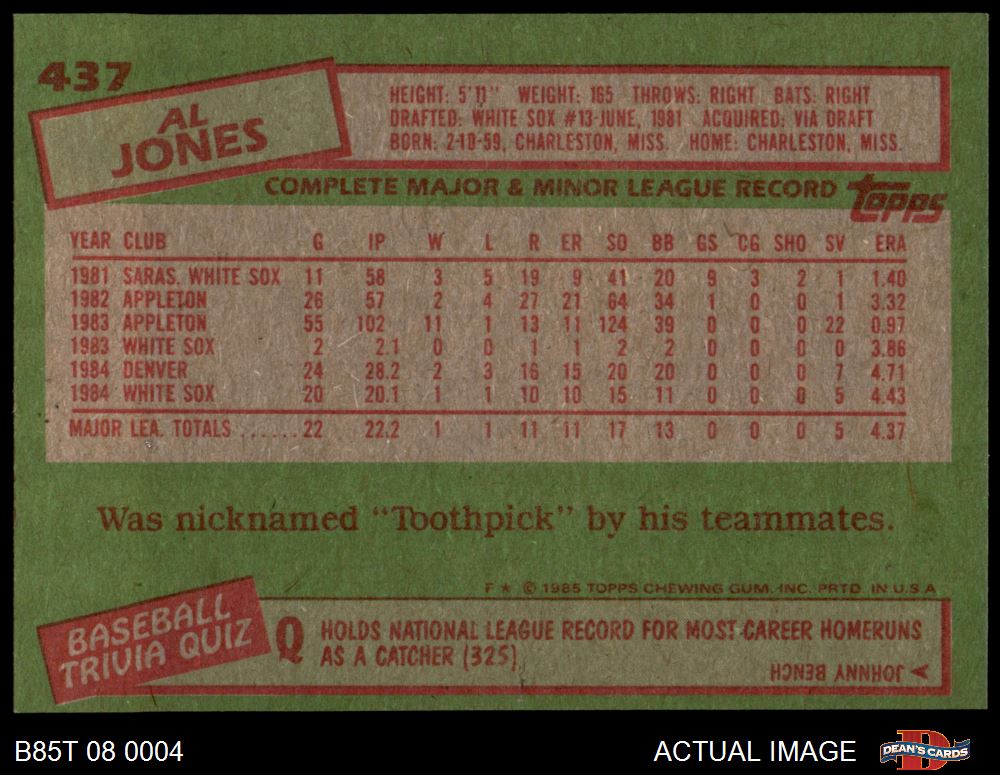 437
AL
JONES
HEIGHT: 5'11" WEIGHT: 165 THROWS: RIGHT BATS: RIGHT
DRAFTED: WHITE SOX #13-JUNE, 1981 ACQUIRED: VIA DRAFT
BORN: 2-10-59, CHARLESTON, MISS. HOME: CHARLESTON, MISS.
COMPLETE MAJOR & MINOR LEAGUE RECORD topps
YEAR CLUB G IP W L R ER SO BB GS CG SHO SV ERA
1981 SARAS. WHITE SOX 11 58 3 5 19 9 41 20 9 3 2 1 1.40
1982 APPLETON 26 57 2 4 27 21 64 34 1 0 0 1 3.32
1983 APPLETON 55 102 11 1 13 11 124 39 0 0 0 22 0.97
1983 WHITE SOX 2 2.1 0 0 1 1 2 2 0 0 0 0 3.86
1984 DENVER 24 28.2 2 3 16 15 20 20 0 0 0 7 4.71
1984 WHITE SOX 20 20.1 1 1 10 10 15 11 0 0 0 5 4.43
MAJOR LEA. TOTALS ......22 22.2 1 1 11 11 17 13 0 0 0 5 4.37
Was nicknamed "Toothpick" by his teammates.
F★ © 1985 TOPPS CHEWING GUM, INC. PRTD. IN U.S.A
BASEBALL
TRIVIA QUIZ
Q HOLDS NATIONAL LEAGUE RECORD FOR MOST CAREER HOMERUNS
AS A CATCHER (325)
JOHNNY BENCH
B85T 08 0004 ACTUAL IMAGE D DEAN'S CARDS